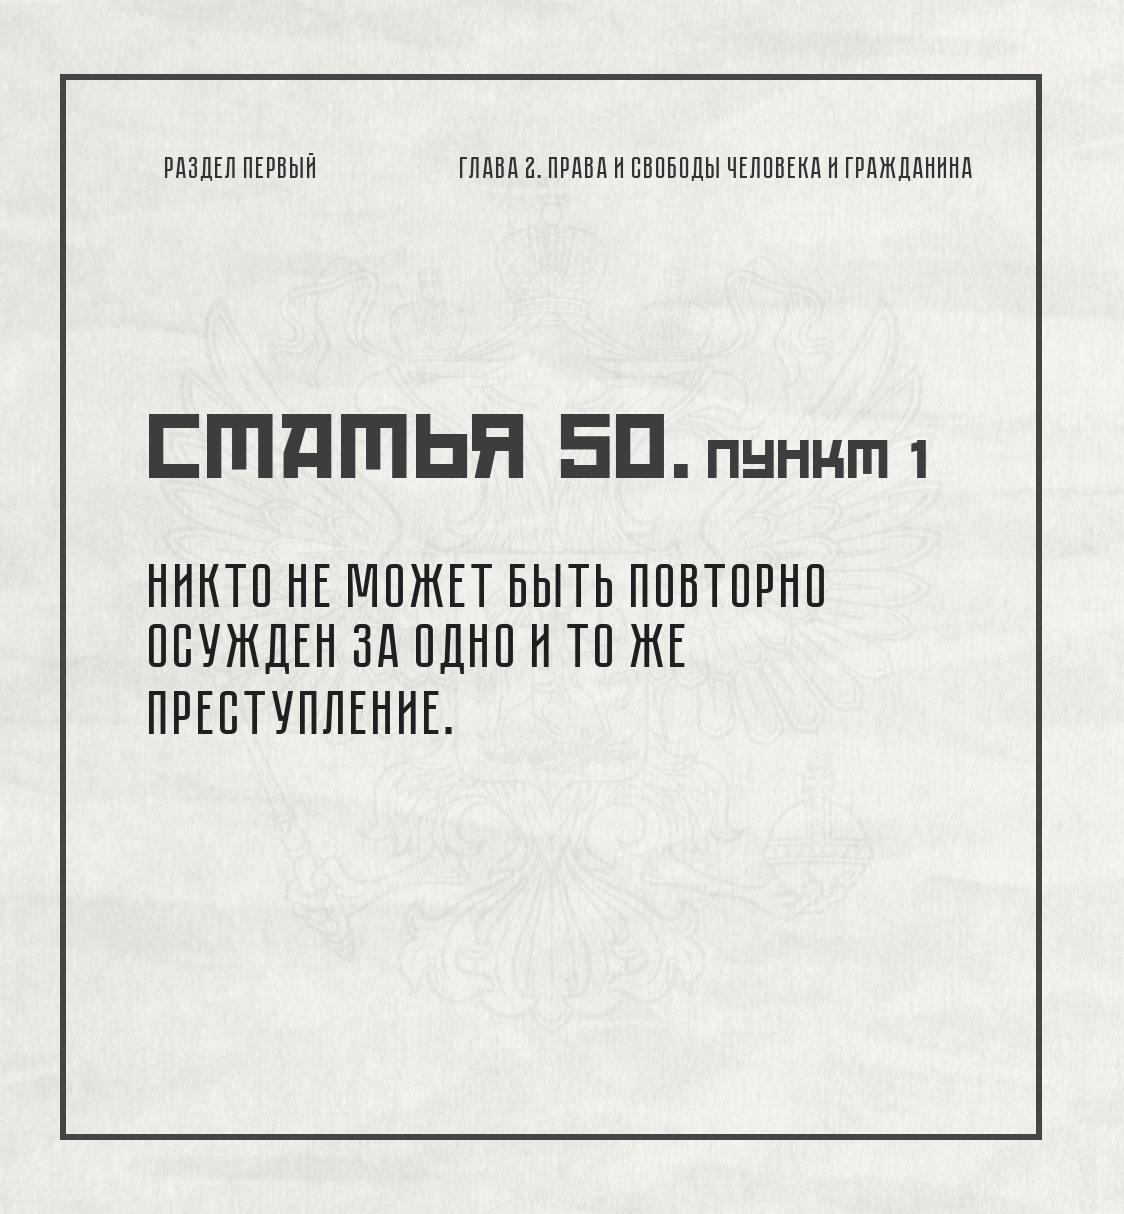 РАЗДЕЛ ПЕРВЫЙ ГЛАВА 2. ПРАВА И СВОБОДЫ ЧЕЛОВЕКА И ГРАЖДАНИНА
СТАТЬЯ 50. ПУНКТ 1
НИКТО НЕ МОЖЕТ БЫТЬ ПОВТОРНО
ОСУЖДЕН ЗА ОДНО И ТО ЖЕ
ПРЕСТУПЛЕНИЕ.